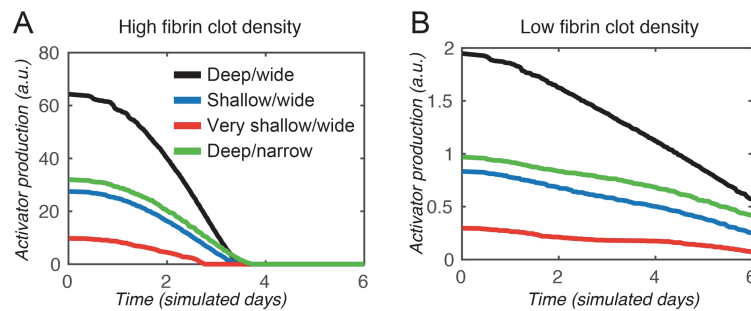 A
High fibrin clot density
Activator production (a.u.)
80
60
40
20
0
Deep/wide
Shallow/wide
Very shallow/wide
Deep/narrow
0
2
4
6
Time (simulated days)
B
Low fibrin clot density
Activator production (a.u.)
2
1.5
1
0.5
0
0
2
4
6
Time (simulated days)